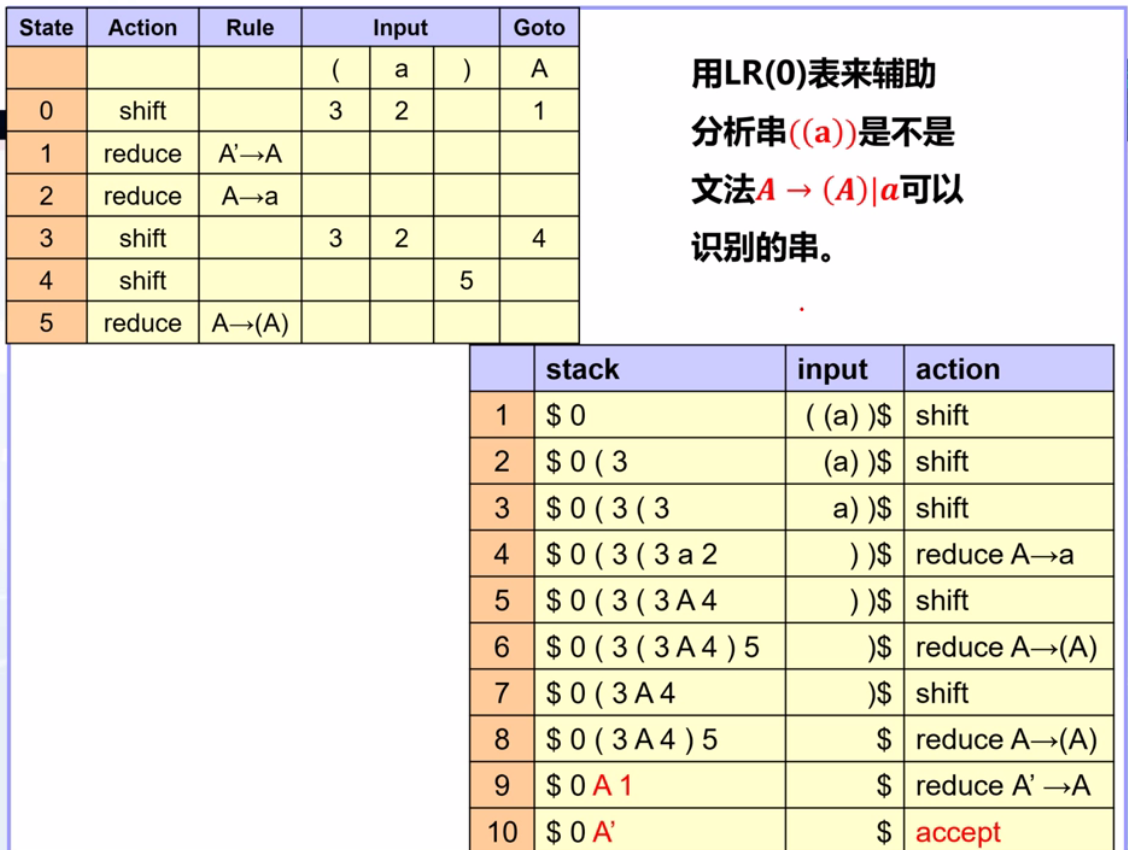 State Action Rule Input Goto
( a ) A
0 shift 3 2 1
1 reduce A’→A
2 reduce A→a
3 shift 3 2 4
4 shift 5
5 reduce A→(A)
用LR(0)表来辅助
分析串((a))是不是
文法A → (A)|a可以
识别的串。
stack input action
1 $ 0 ( (a) )$ shift
2 $ 0 ( 3 (a) )$ shift
3 $ 0 ( 3 ( 3 a) )$ shift
4 $ 0 ( 3 ( 3 a 2 ) )$ reduce A→a
5 $ 0 ( 3 ( 3 A 4 ) )$ shift
6 $ 0 ( 3 ( 3 A 4 ) 5 )$ reduce A→(A)
7 $ 0 ( 3 A 4 )$ shift
8 $ 0 ( 3 A 4 ) 5 $ reduce A→(A)
9 $ 0 A 1 $ reduce A’ →A
10 $ 0 A’ $ accept